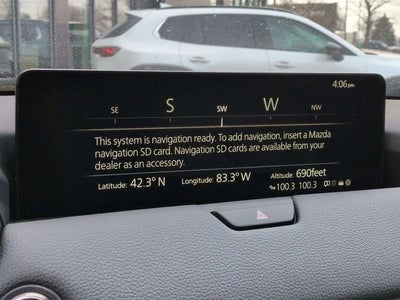 4:06pm
SE S SW W NW
This system is navigation ready. To add navigation, insert a Mazda
navigation SD card. Navigation SD cards are available from your
dealer as an accessory.
Latitude: 42.3° N Longitude: 83.3° W Altitude: 690feet
100.3 100.3